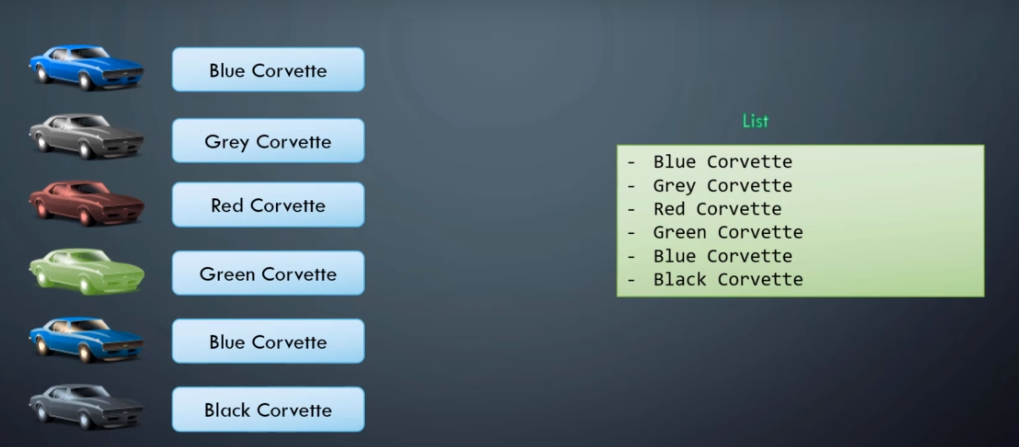 Blue Corvette
Grey Corvette
Red Corvette
Green Corvette
Blue Corvette
Black Corvette
List
- Blue Corvette
- Grey Corvette
- Red Corvette
- Green Corvette
- Blue Corvette
- Black Corvette